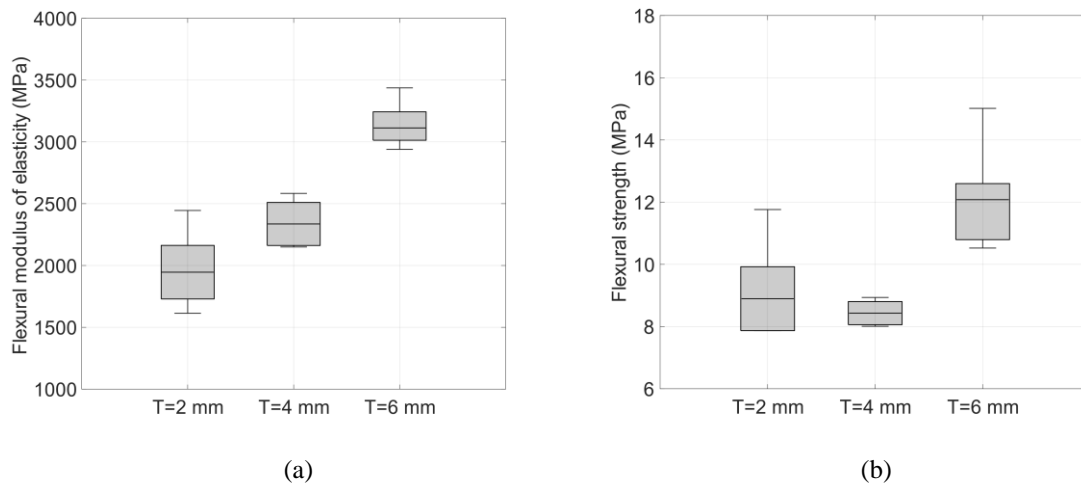 4000
3500
3000
2500
2000
1500
1000
Flexural modulus of elasticity (MPa)
T=2 mm T=4 mm T=6 mm
(a)
18
16
14
12
10
8
6
Flexural strength (MPa)
T=2 mm T=4 mm T=6 mm
(b)